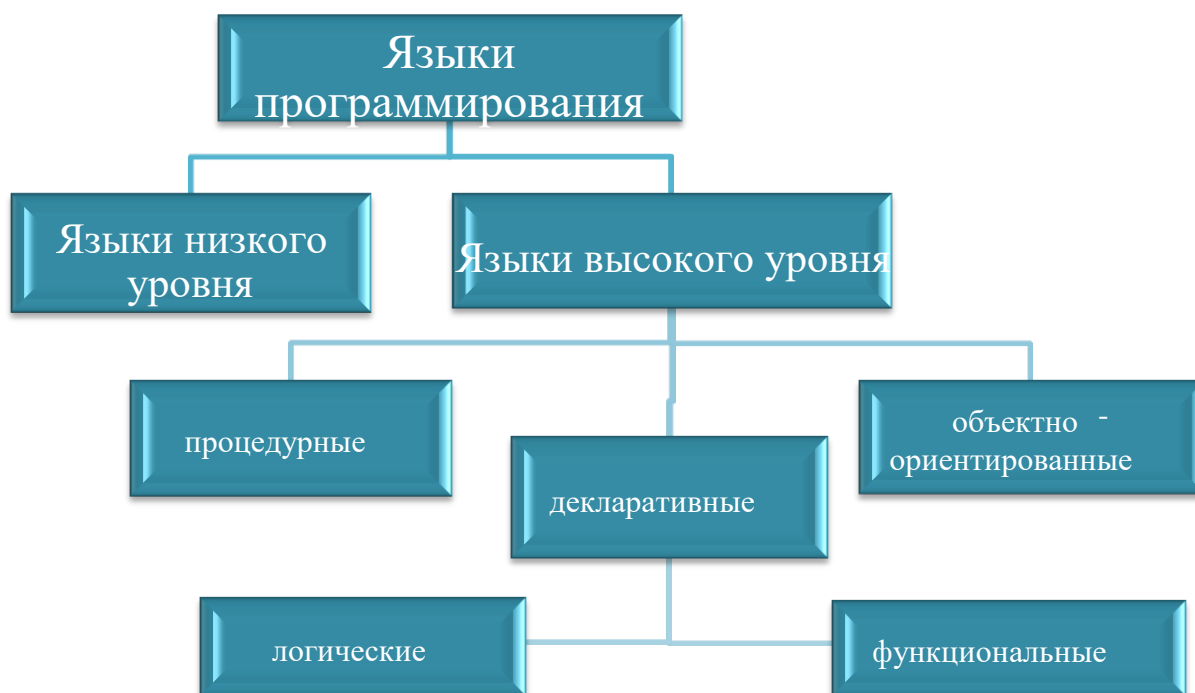 Языки
программирования
Языки низкого
уровня
Языки высокого уровня
процедурные
декларативные
объектно -
ориентированные
логические
функциональные